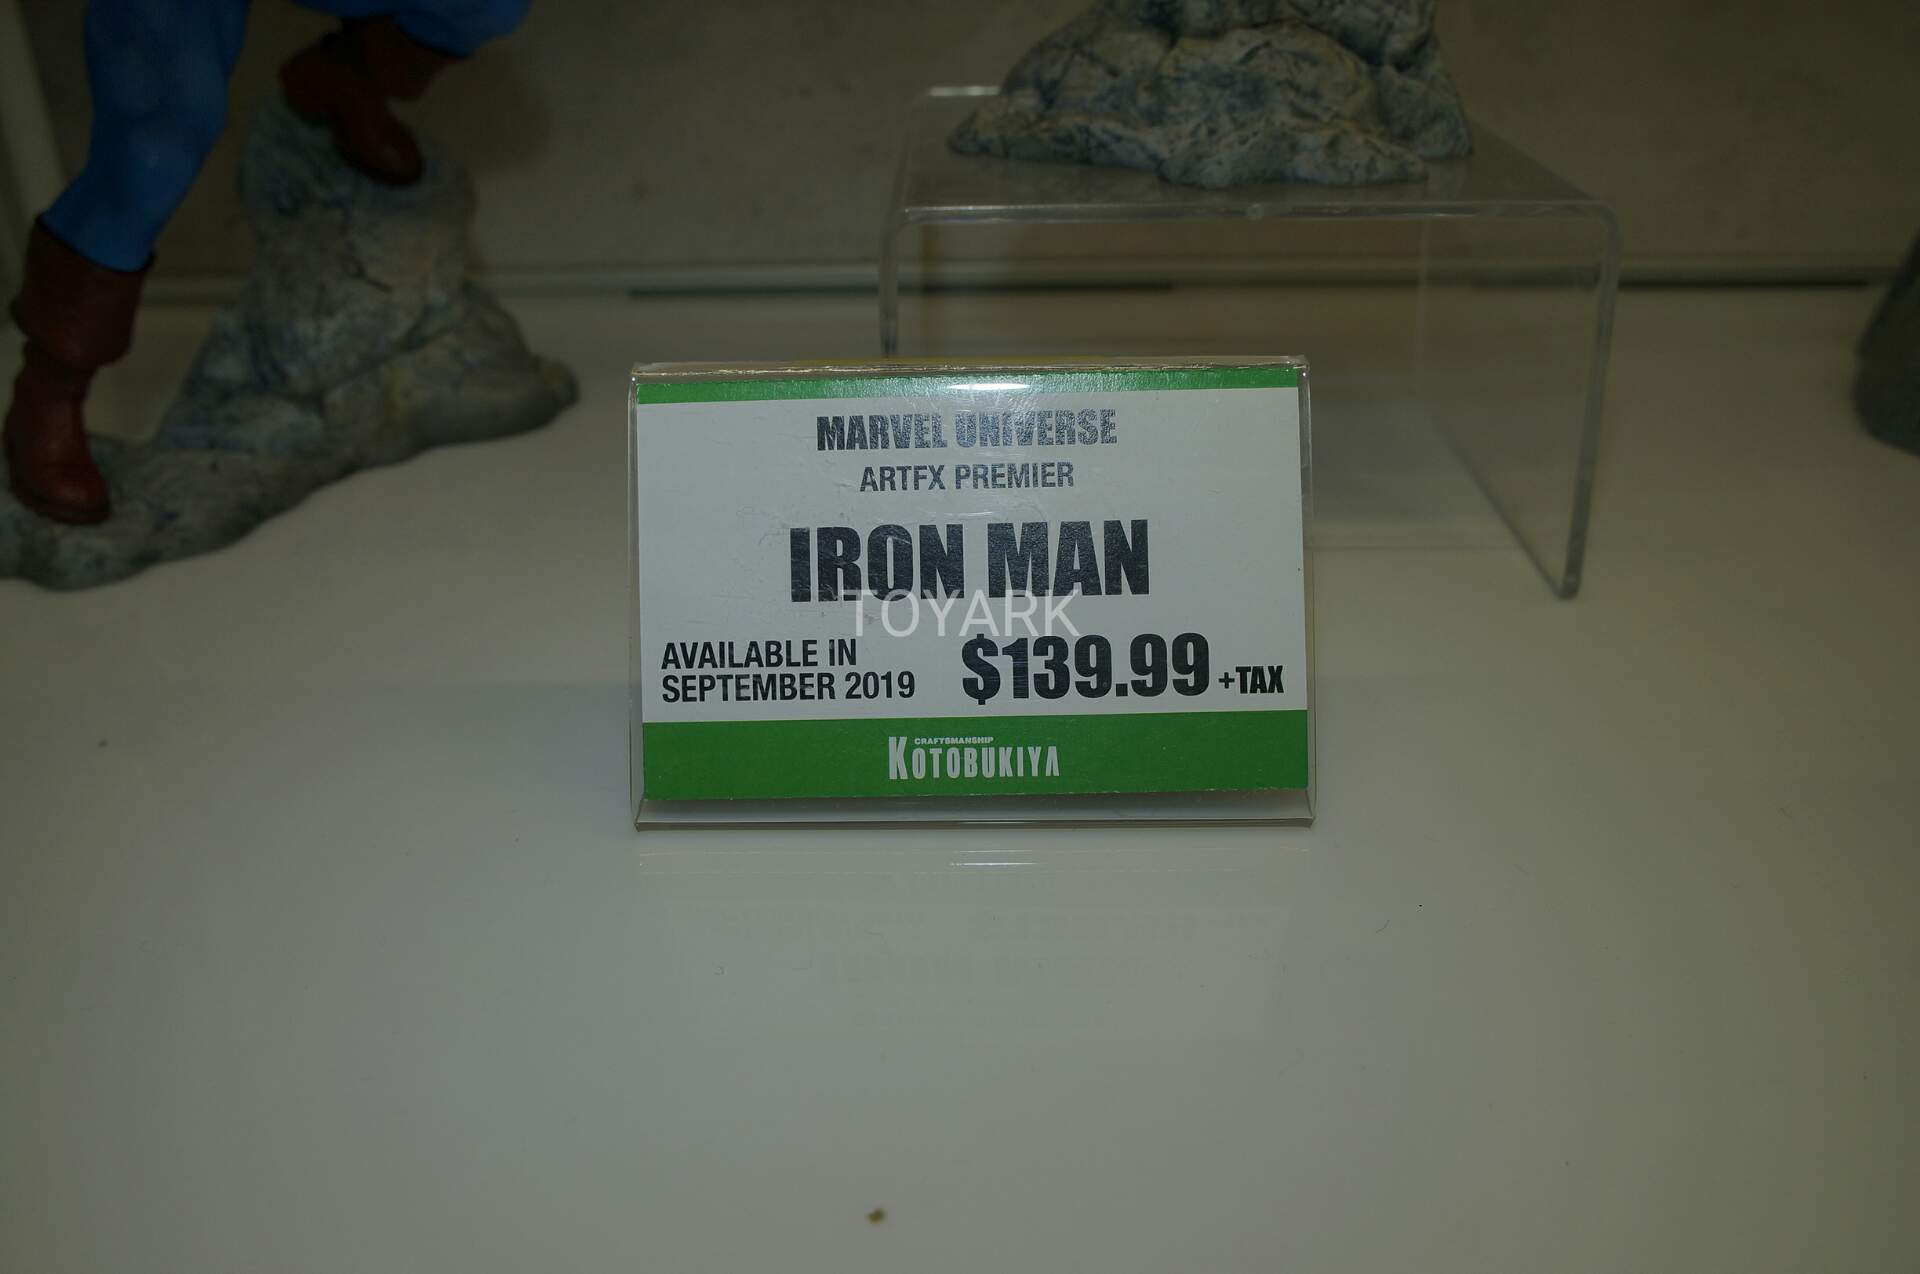 MARVEL UNIVERSE
ARTFX PREMIER
IRON MAN
TOYARK
AVAILABLE IN
SEPTEMBER 2019
$139.99 +TAX
CRAFTSMANSHIP
KOTOBUKIYA